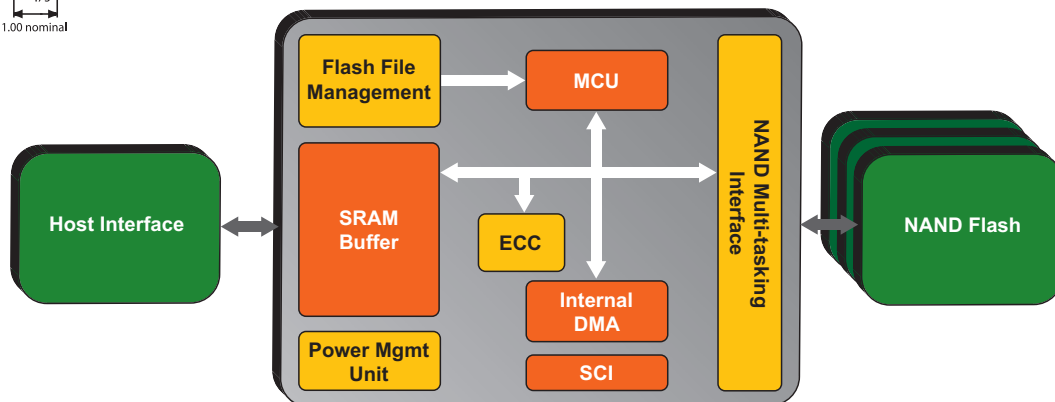 1.00 nominal
Flash File
Management
MCU
SRAM
Buffer
ECC
Internal
DMA
Power Mgmt
Unit
SCI
NAND Multi-tasking
Interface
Host Interface
NAND Flash